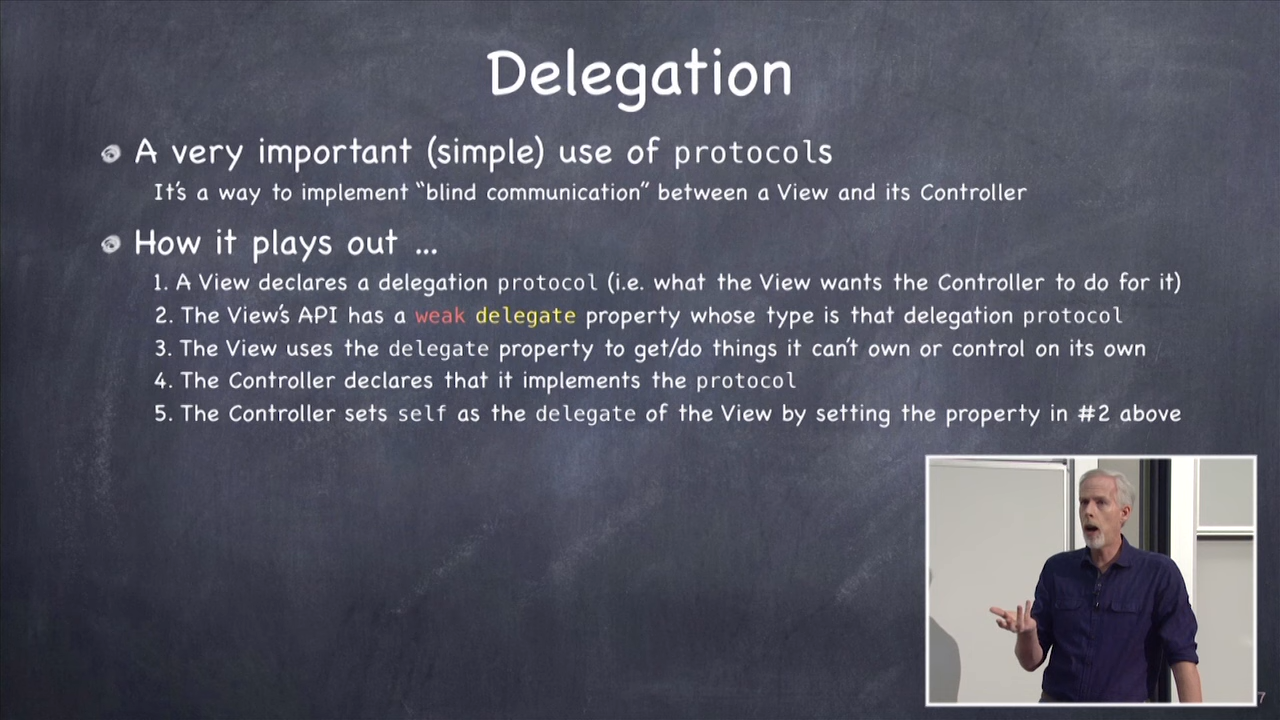 Delegation
A very important (simple) use of protocols
It's a way to implement “blind communication” between a View and its Controller
How it plays out ...
1. A View declares a delegation protocol (i.e. what the View wants the Controller to do for it)
2. The View's API has a weak delegate property whose type is that delegation protocol
3. The View uses the delegate property to get/do things it can't own or control on its own
4. The Controller declares that it implements the protocol
5. The Controller sets self as the delegate of the View by setting the property in #2 above